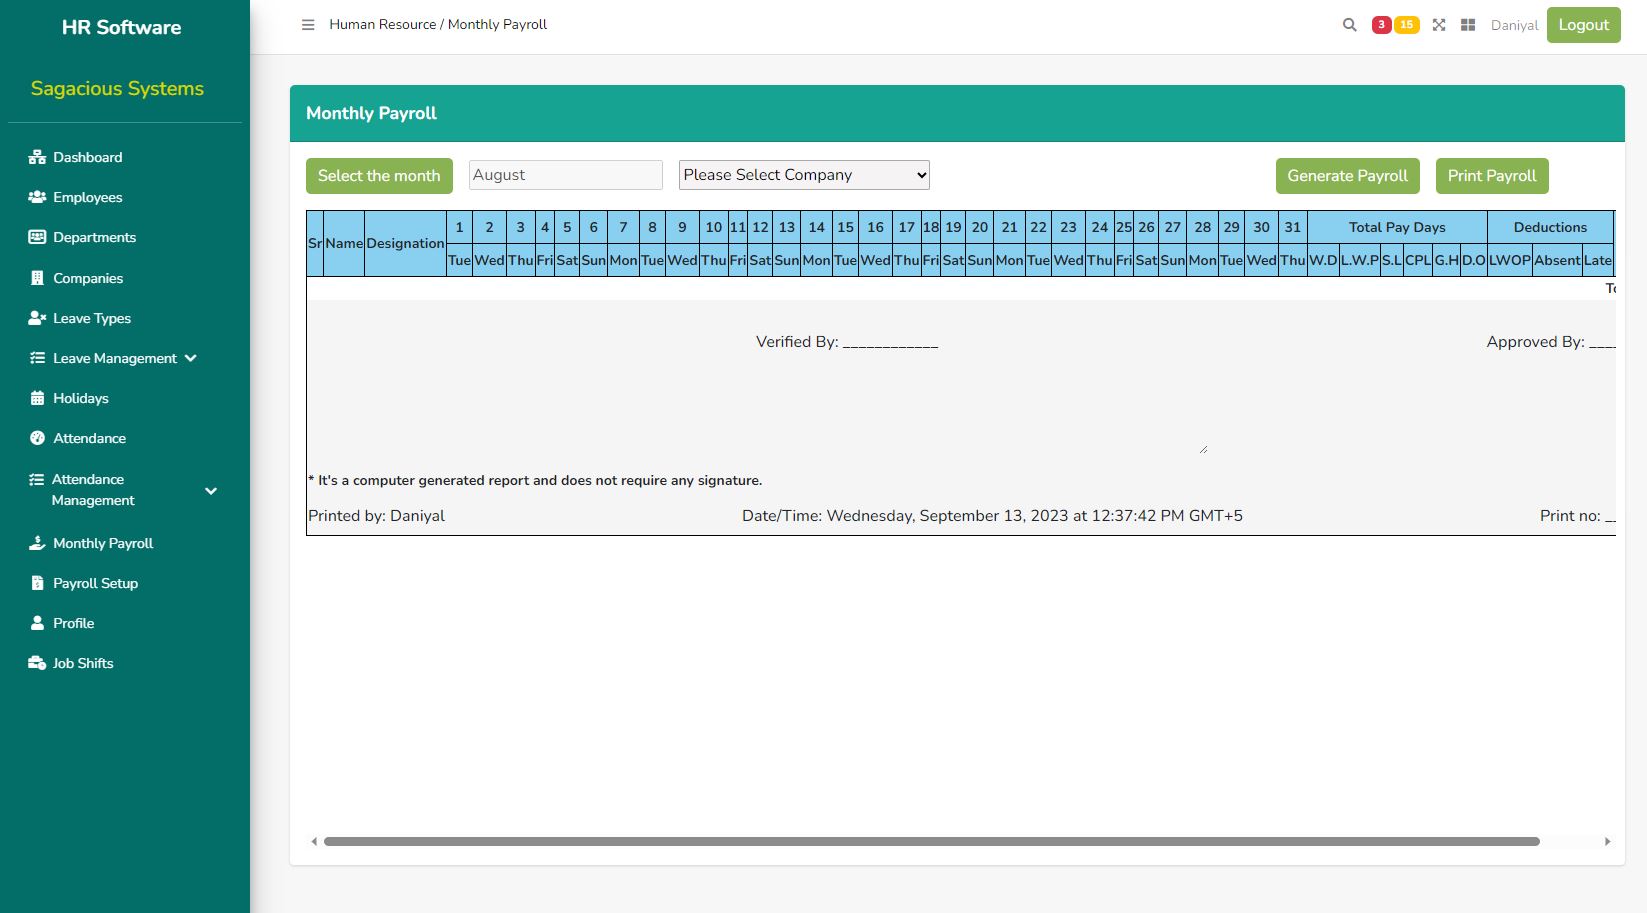 HR Software
Sagacious Systems
Dashboard
Employees
Departments
Companies
Leave Types
Leave Management
Holidays
Attendance
Attendance
Management
Monthly Payroll
Payroll Setup
Profile
Job Shifts
Human Resource / Monthly Payroll
3 15 Daniyal Logout
Monthly Payroll
Select the month August Please Select Company Generate Payroll Print Payroll
Sr Name Designation 1 2 3 4 5 6 7 8 9 10 11 12 13 14 15 16 17 18 19 20 21 22 23 24 25 26 27 28 29 30 31 Total Pay Days Deductions
Tue Wed Thu Fri Sat Sun Mon Tue Wed Thu Fri Sat Sun Mon Tue Wed Thu Fri Sat Sun Mon Tue Wed Thu Fri Sat Sun Mon Tue Wed Thu W.D L.W.P S.L CPL G.H D.O LWOP Absent Late
Verified By: ____________ Approved By: ____
* It's a computer generated report and does not require any signature.
Printed by: Daniyal Date/Time: Wednesday, September 13, 2023 at 12:37:42 PM GMT+5 Print no: __